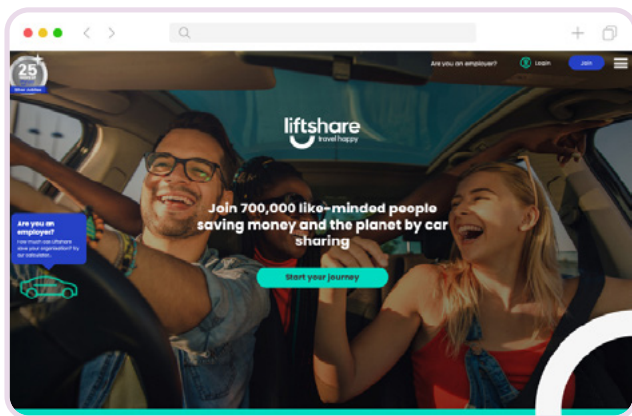 25
Silver Jubilee
Are you an employer?
Login
Join
liftshare
travel happy
Join 700,000 like-minded people
saving money and the planet by car
sharing
Are you an
employer?
How much can Liftshare
save your organisation? Try
our calculator.
Start your journey